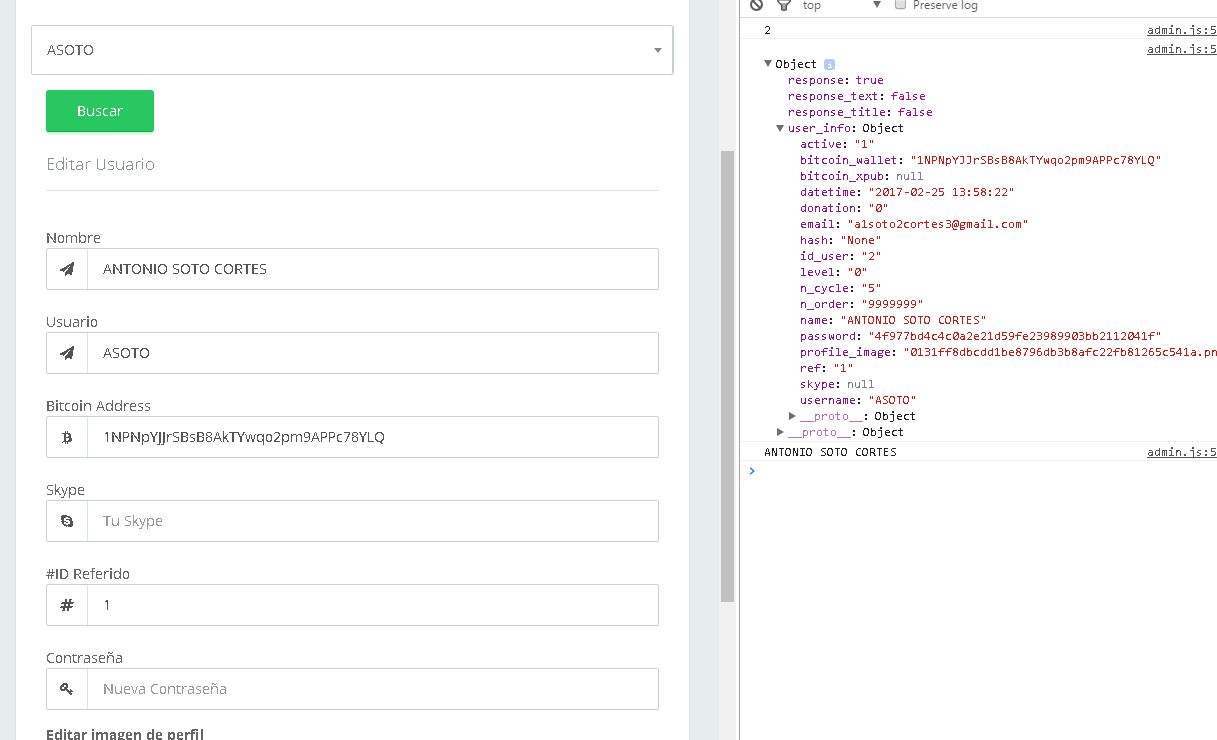 ASOTO
Buscar
Editar Usuario
Nombre
ANTONIO SOTO CORTES
Usuario
ASOTO
Bitcoin Address
1NPNpYJJrSBsB8AkTYwqo2pm9APPc78YLQ
Skype
Tu Skype
#ID Referido
1
Contraseña
Nueva Contraseña
Editar imagen de perfil
top Preserve log
2 admin.js:5
admin.js:5
Object
response: true
response_text: false
response_title: false
user_info: Object
active: "1"
bitcoin_wallet: "1NPNpYJJrSBsB8AkTYwqo2pm9APPc78YLQ"
bitcoin_xpub: null
datetime: "2017-02-25 13:58:22"
donation: "0"
email: "a1soto2cortes3@gmail.com"
hash: "None"
id_user: "2"
level: "0"
n_cycle: "5"
n_order: "9999999"
name: "ANTONIO SOTO CORTES"
password: "4f977bd4c4c0a2e21d59fe23989903bb2112041f"
profile_image: "0131ff8dbcdd1be8796db3b8afc22fb81265c541a.pn
ref: "1"
skype: null
username: "ASOTO"
__proto__: Object
__proto__: Object
ANTONIO SOTO CORTES admin.js:5